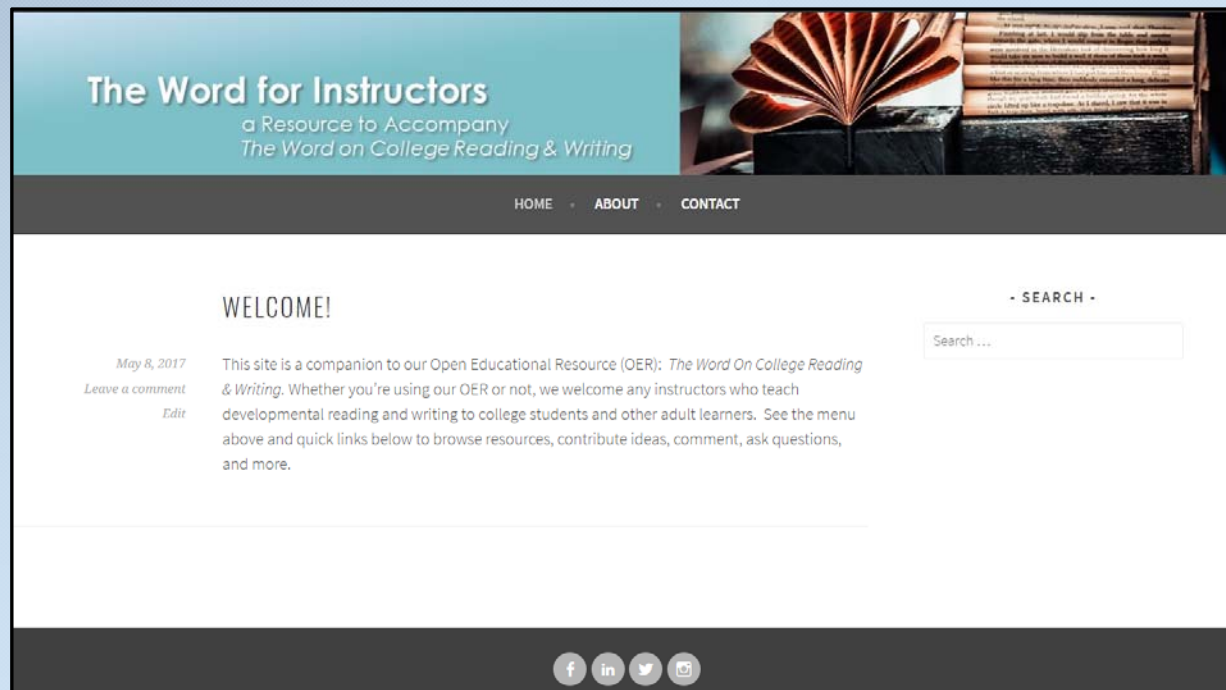 The Word for Instructors
a Resource to Accompany
The Word on College Reading & Writing
HOME ABOUT CONTACT
WELCOME!
May 8, 2017
Leave a comment
Edit
This site is a companion to our Open Educational Resource (OER): The Word On College Reading
& Writing. Whether you're using our OER or not, we welcome any instructors who teach
developmental reading and writing to college students and other adult learners. See the menu
above and quick links below to browse resources, contribute ideas, comment, ask questions,
and more.
- SEARCH -
Search ...